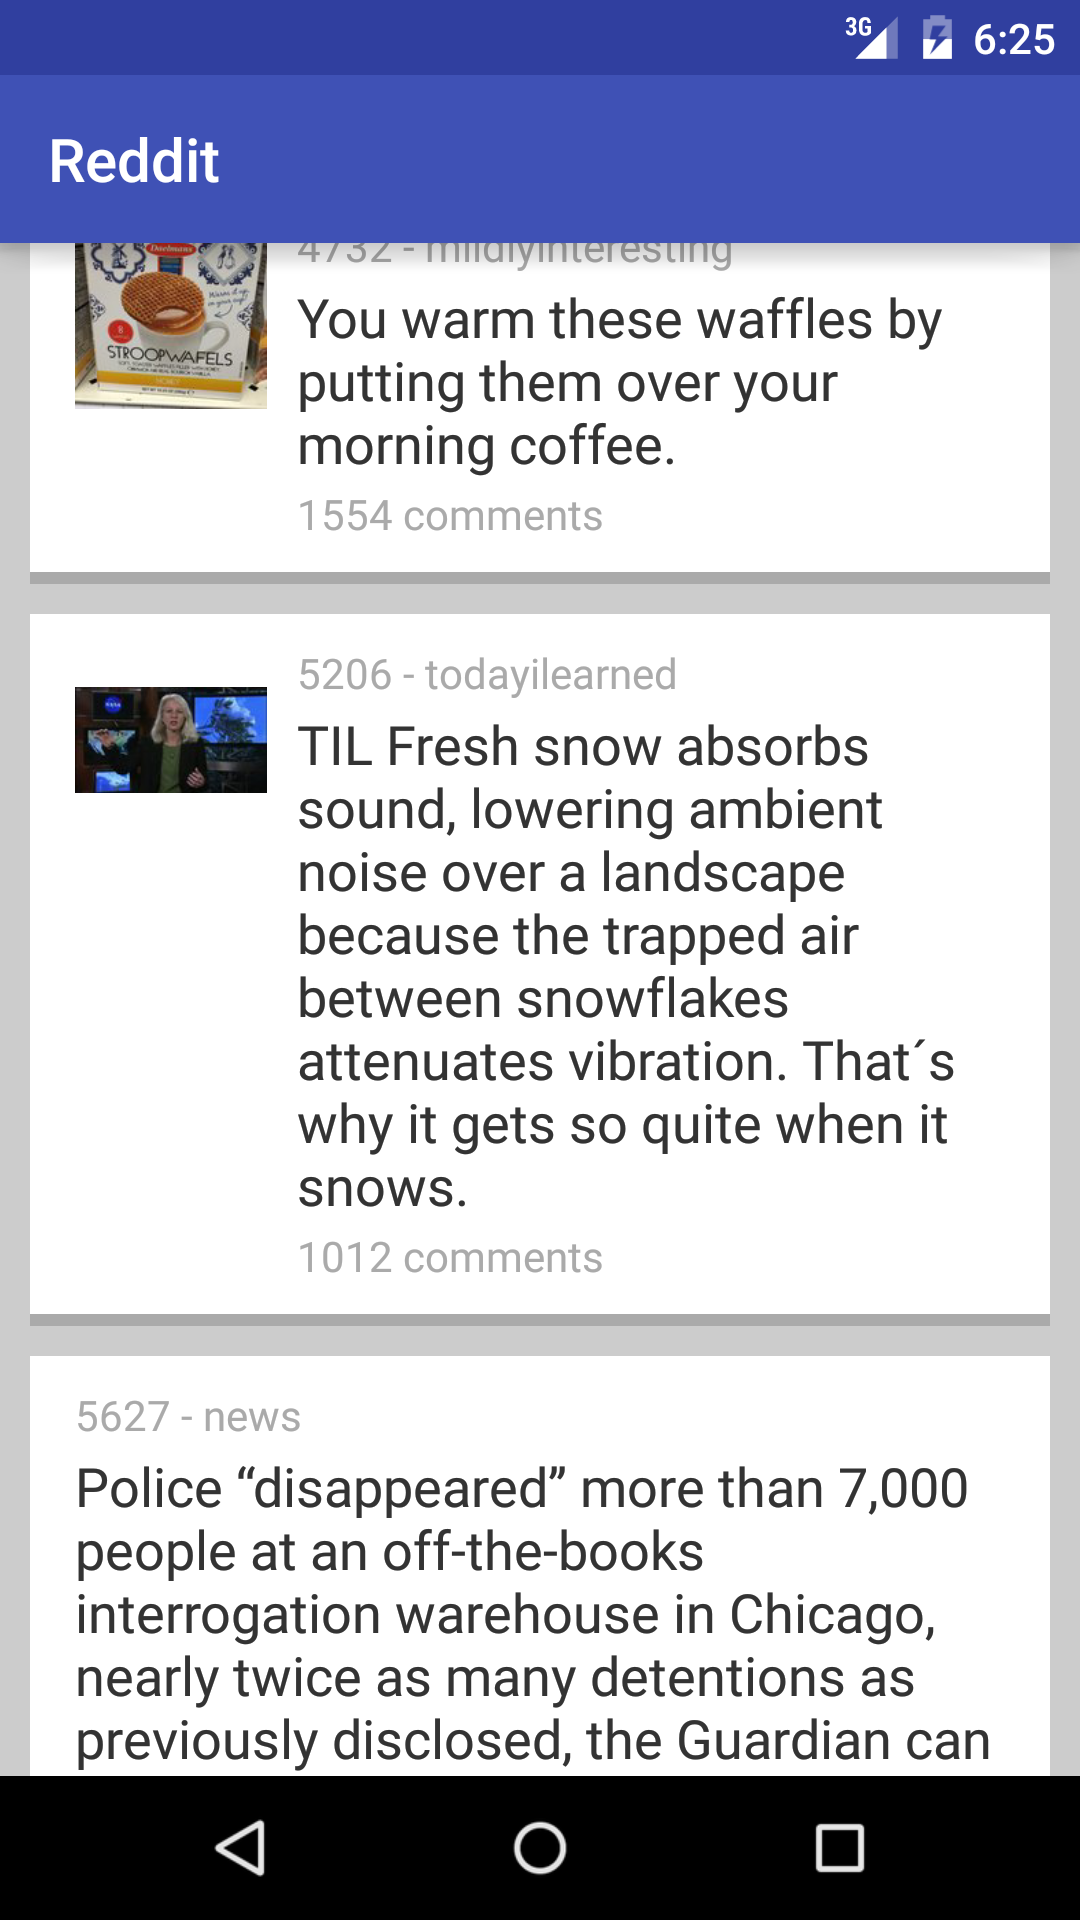 3G 6:25
Reddit
4732 - mildlyinteresting
Daelmans
8
STROOPWAFELS
HONEY
You warm these waffles by
putting them over your
morning coffee.
1554 comments
5206 - todayilearned
NASA
TIL Fresh snow absorbs
sound, lowering ambient
noise over a landscape
because the trapped air
between snowflakes
attenuates vibration. That´s
why it gets so quite when it
snows.
1012 comments
5627 - news
Police “disappeared” more than 7,000
people at an off-the-books
interrogation warehouse in Chicago,
nearly twice as many detentions as
previously disclosed, the Guardian can